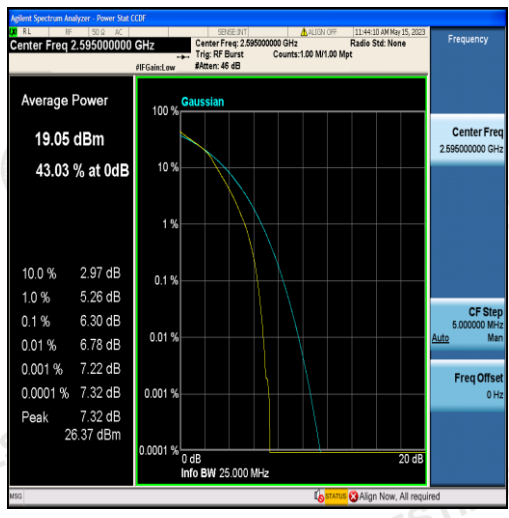 Agilent Spectrum Analyzer - Power Stat CCDF
RL RF 50 Ω AC SENSE:INT ALIGN OFF 11:44:10 AM May 15, 2023
Center Freq 2.595000000 GHz
Center Freq: 2.595000000 GHz Radio Std: None
Trig: RF Burst Counts:1.00 M/1.00 Mpt
#IFGain:Low #Atten: 46 dB
Frequency
Average Power
19.05 dBm
43.03 % at 0dB
10.0 % 2.97 dB
1.0 % 5.26 dB
0.1 % 6.30 dB
0.01 % 6.78 dB
0.001 % 7.22 dB
0.0001 % 7.32 dB
Peak 7.32 dB
26.37 dBm
Gaussian
100 %
10 %
1 %
0.1 %
0.01 %
0.001 %
0.0001 %
0 dB 20 dB
Info BW 25.000 MHz
Center Freq
2.595000000 GHz
CF Step
5.000000 MHz
Auto Man
Freq Offset
0 Hz
MSG STATUS Align Now, All required